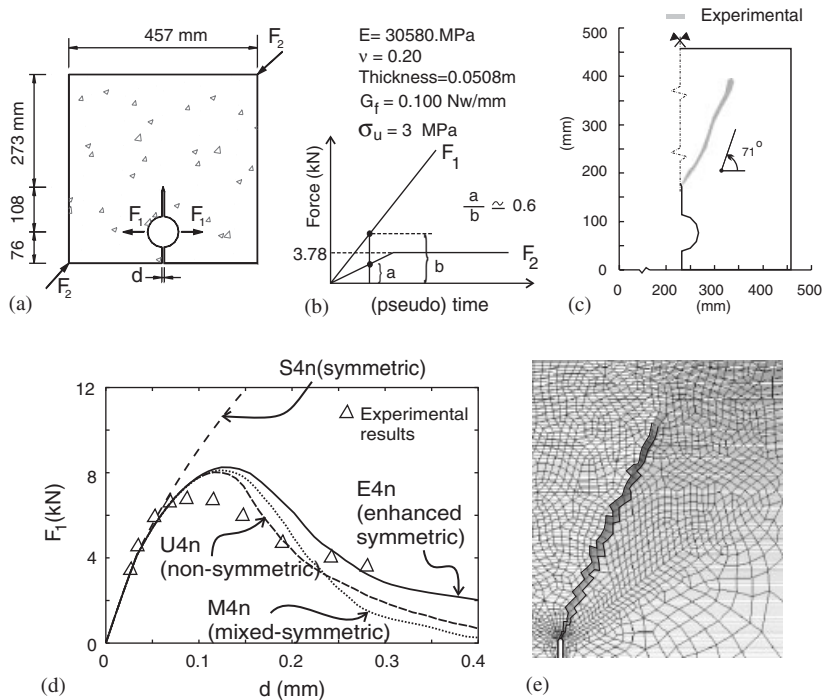 457 mm
F2
273 mm
108
76
F1
F1
d
F2
(a)
E= 30580.MPa
ν = 0.20
Thickness=0.0508m
Gf = 0.100 Nw/mm
σu = 3 MPa
Force (kN)
F1
a
b
≃ 0.6
3.78
a
b
F2
(pseudo) time
(b)
Experimental
500
450
400
(mm)
300
200
100
50
0
71°
0
200
300
400
500
(mm)
(c)
S4n(symmetric)
12
8
4
0
F1(kN)
Experimental
results
E4n
(enhanced
symmetric)
U4n
(non-symmetric)
M4n
(mixed-symmetric)
0
0.1
0.2
0.3
0.4
d (mm)
(d)
(e)